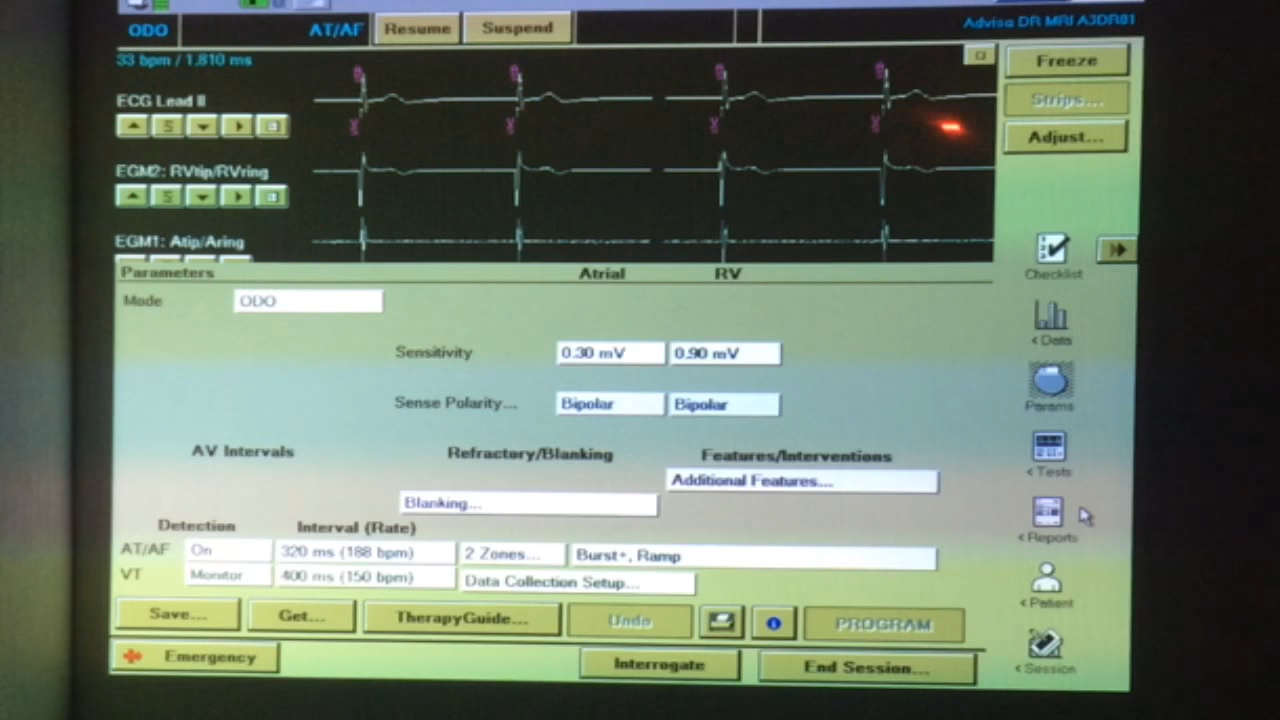 ODO AT/AF Resume Suspend Advisa DR MRI A3DR01
33 bpm / 1,810 ms
Freeze
ECG Lead II
Strips...
S
Adjust...
EGM2: RVtip/RVring
S
EGM1: Atip/Aring
Parameters Atrial RV
Checklist
Mode ODO
< Data
Sensitivity 0.30 mV 0.90 mV
Sense Polarity... Bipolar Bipolar
Params
AV Intervals Refractory/Blanking Features/Interventions
< Tests
Additional Features...
Blanking...
Detection Interval (Rate)
< Reports
AT/AF On 320 ms (188 bpm) 2 Zones... Burst+, Ramp
VT Monitor 400 ms (150 bpm) Data Collection Setup...
< Patient
Save... Get... TherapyGuide... Undo PROGRAM
Emergency Interrogate End Session...
< Session